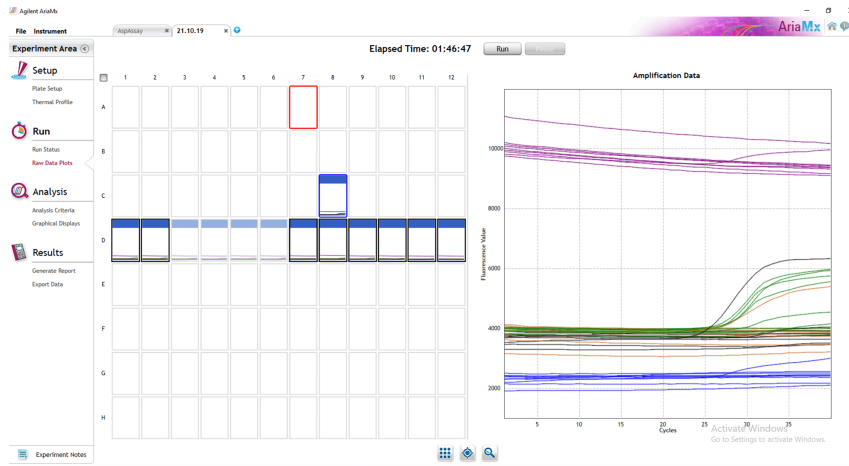 Agilent AriaMx
File Instrument
AspAssay
21.10.19
AriaMx
Experiment Area
Elapsed Time: 01:46:47
Run
Setup
Plate Setup
Thermal Profile
Run
Run Status
Raw Data Plots
Analysis
Analysis Criteria
Graphical Displays
Results
Generate Report
Export Data
Experiment Notes
1 2 3 4 5 6 7 8 9 10 11 12
A
B
C
D
E
F
G
H
Amplification Data
Fluorescence Value
10000
8000
6000
4000
2000
5 10 15 20 25 30 35
Cycles
Activate Windows
Go to Settings to activate Windows.